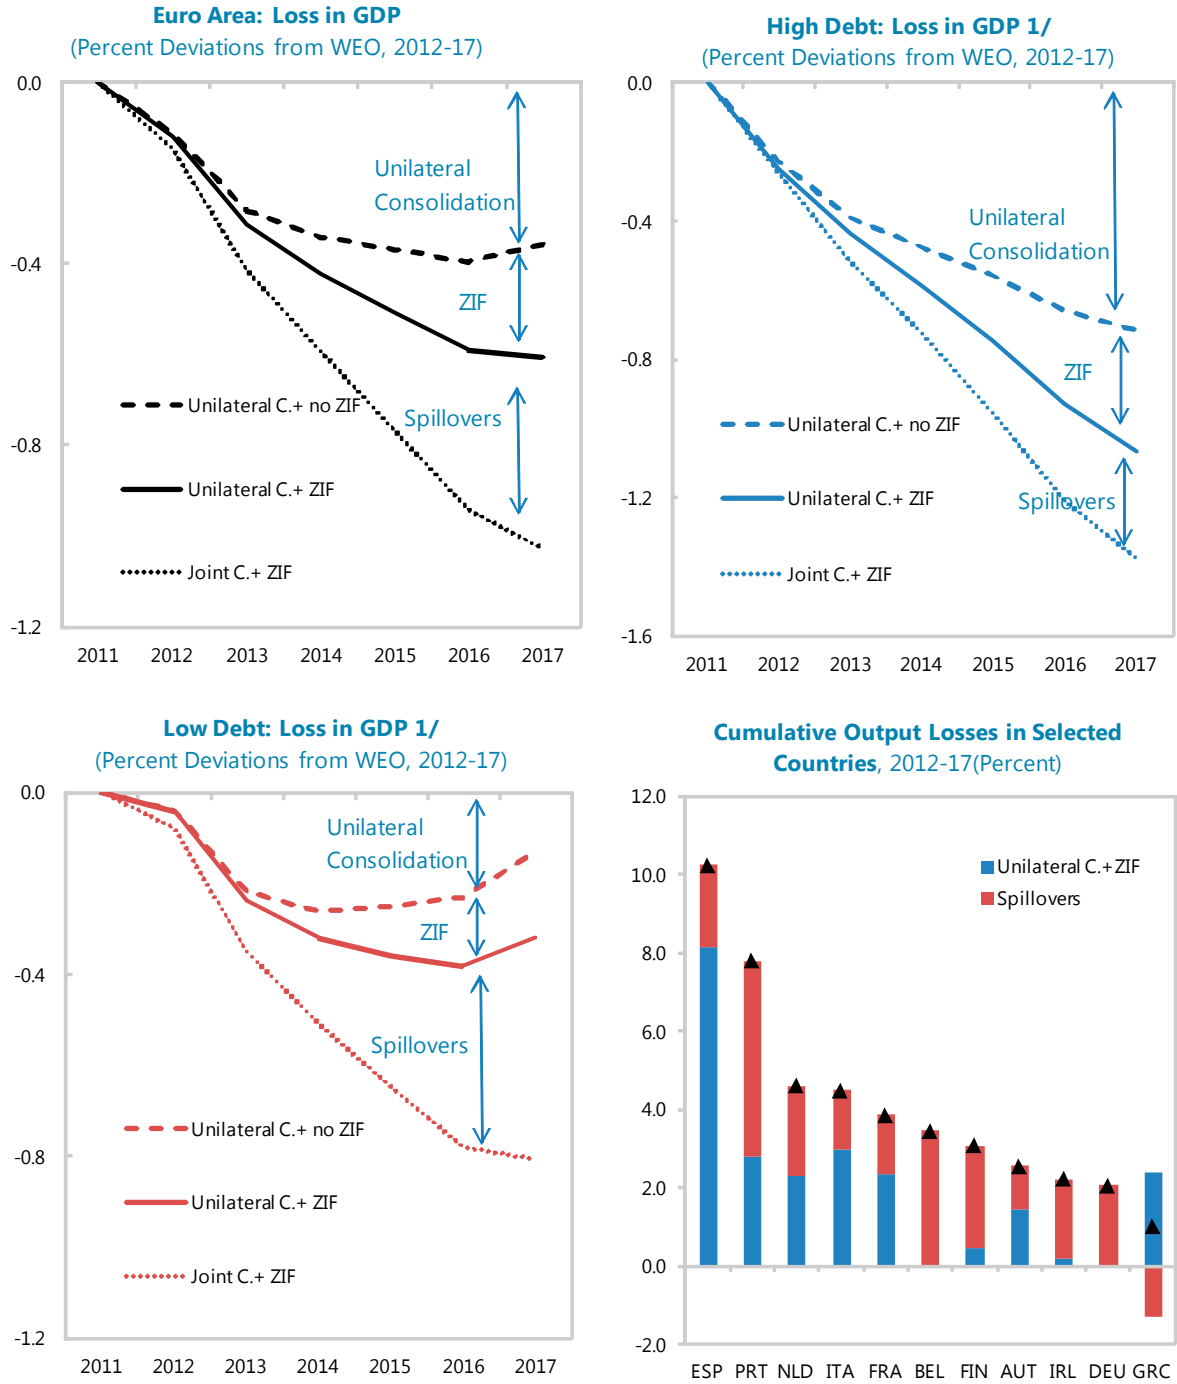 Euro Area: Loss in GDP
(Percent Deviations from WEO, 2012-17)
0.0
-0.4
-0.8
-1.2
Unilateral
Consolidation
ZIF
Spillovers
Unilateral C.+ no ZIF
Unilateral C.+ ZIF
Joint C.+ ZIF
2011 2012 2013 2014 2015 2016 2017
High Debt: Loss in GDP 1/
(Percent Deviations from WEO, 2012-17)
0.0
-0.4
-0.8
-1.2
-1.6
Unilateral
Consolidation
ZIF
Unilateral C.+ no ZIF
Unilateral C.+ ZIF
Spillovers
Joint C.+ ZIF
2011 2012 2013 2014 2015 2016 2017
Low Debt: Loss in GDP 1/
(Percent Deviations from WEO, 2012-17)
0.0
-0.4
-0.8
-1.2
Unilateral
Consolidation
ZIF
Spillovers
Unilateral C.+ no ZIF
Unilateral C.+ ZIF
Joint C.+ ZIF
2011 2012 2013 2014 2015 2016 2017
Cumulative Output Losses in Selected
Countries, 2012-17(Percent)
12.0
10.0
8.0
6.0
4.0
2.0
0.0
-2.0
Unilateral C.+ZIF
Spillovers
ESP PRT NLD ITA FRA BEL FIN AUT IRL DEU GRC